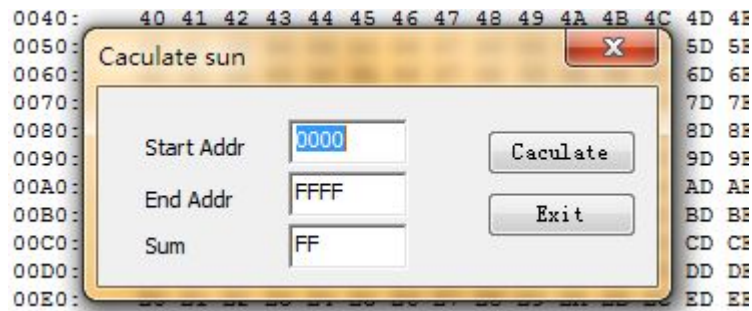 0040: 40 41 42 43 44 45 46 47 48 49 4A 4B 4C 4D 4E
0050: 5D 5E
Caculate sun
0060: 6D 6E
0070: 7D 7E
0080: 8D 8E
Start Addr 0000 Caculate
0090: 9D 9E
End Addr FFFF
00A0: AD AE
00B0: BD BE
Exit
00C0: CD CE
Sum FF
00D0: DD DE
00E0: ED EE